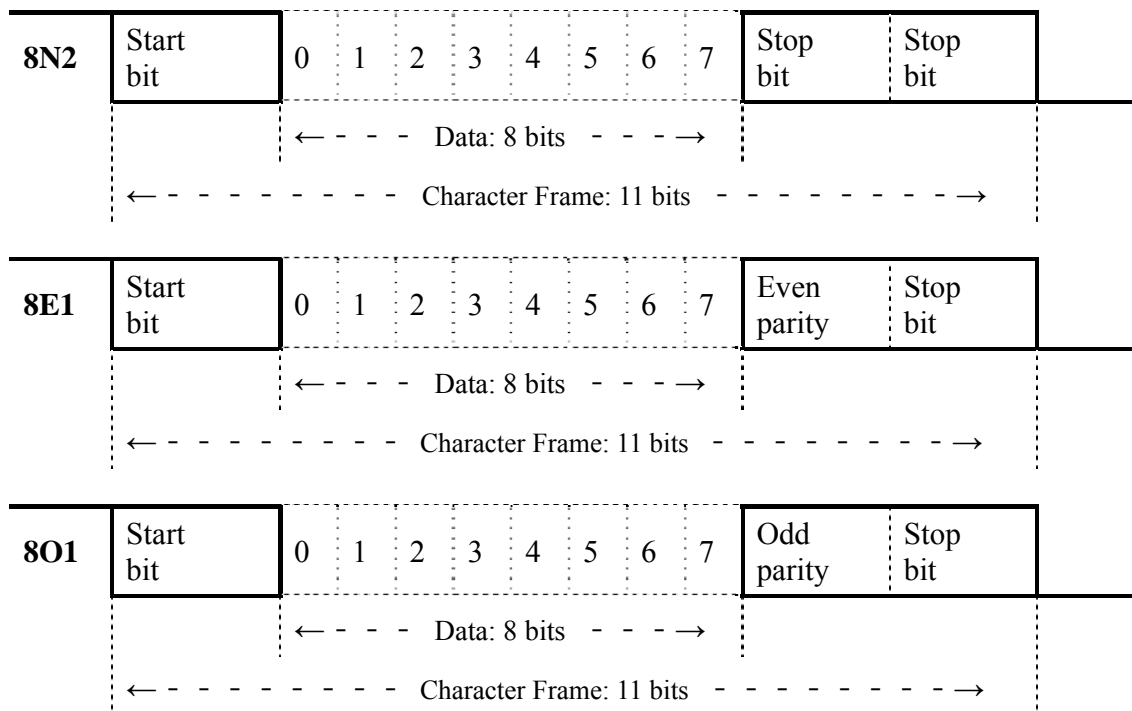 8N2 Start bit 0 1 2 3 4 5 6 7 Stop bit Stop bit
Data: 8 bits
Character Frame: 11 bits
8E1 Start bit 0 1 2 3 4 5 6 7 Even parity Stop bit
Data: 8 bits
Character Frame: 11 bits
8O1 Start bit 0 1 2 3 4 5 6 7 Odd parity Stop bit
Data: 8 bits
Character Frame: 11 bits